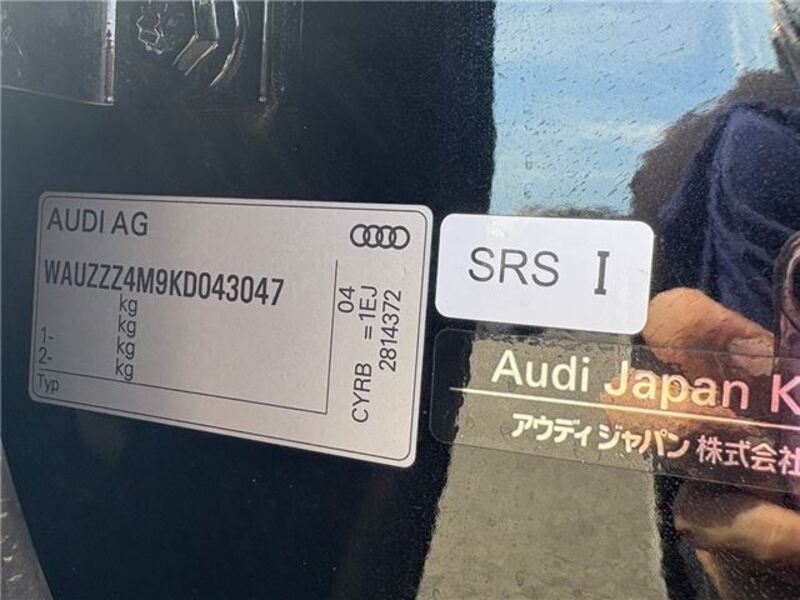 AUDI AG
WAUZZZ4M9KD043047
kg
kg
1- kg
2- kg
Typ
04
CYRB =1EJ
2814372
SRS I
Audi Japan K
アウディ ジャパン 株式会社